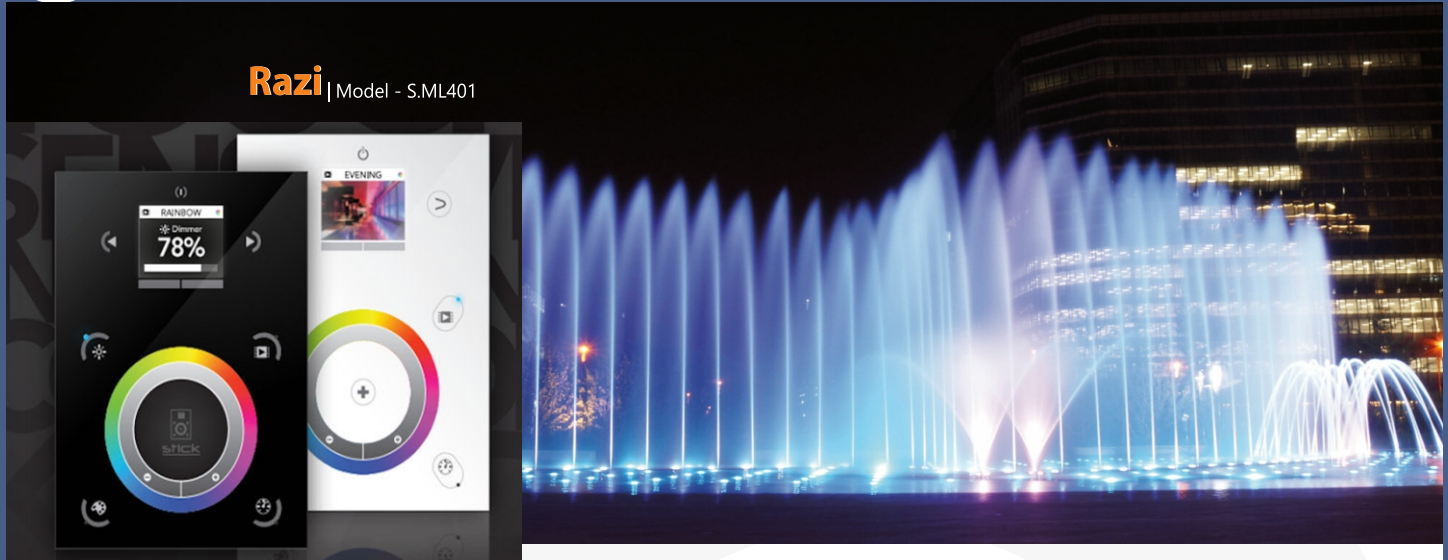 Razi | Model - S.ML401
EVENING
RAINBOW
Dimmer
78%
stick